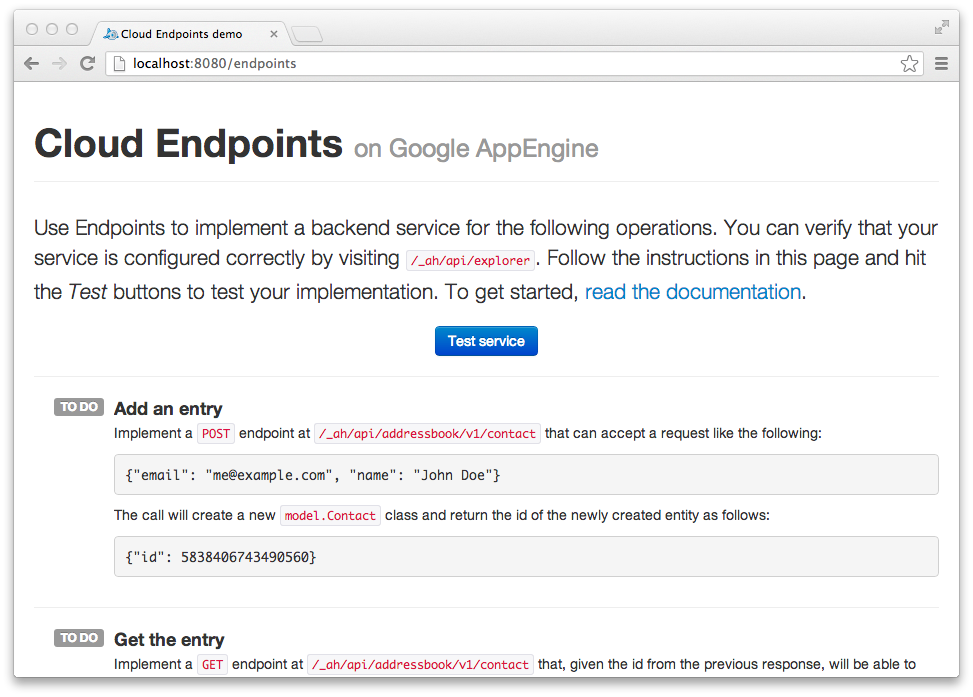 Cloud Endpoints demo
localhost:8080/endpoints
Cloud Endpoints on Google AppEngine
Use Endpoints to implement a backend service for the following operations. You can verify that your
service is configured correctly by visiting /_ah/api/explorer. Follow the instructions in this page and hit
the Test buttons to test your implementation. To get started, read the documentation.
Test service
TO DO Add an entry
Implement a POST endpoint at /_ah/api/addressbook/v1/contact that can accept a request like the following:
{"email": "me@example.com", "name": "John Doe"}
The call will create a new model.Contact class and return the id of the newly created entity as follows:
{"id": 5838406743490560}
TO DO Get the entry
Implement a GET endpoint at /_ah/api/addressbook/v1/contact that, given the id from the previous response, will be able to